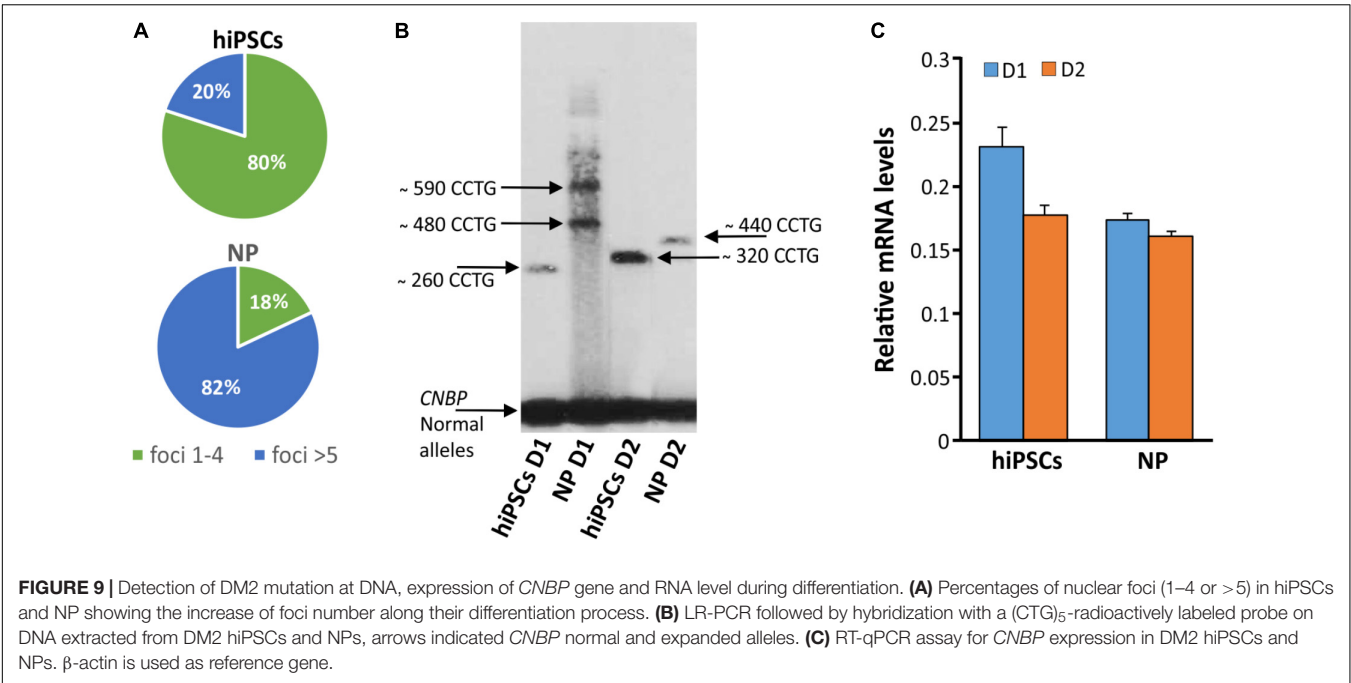 A
hiPSCs
20%
80%
NP
18%
82%
foci 1-4 foci >5
B
~ 590 CCTG
~ 480 CCTG
~ 260 CCTG
~ 440 CCTG
~ 320 CCTG
CNBP
Normal
alleles
hiPSCs D1
NP D1
hiPSCs D2
NP D2
C
Relative mRNA levels
0.3
0.25
0.2
0.15
0.1
0.05
0
D1 D2
hiPSCs NP
FIGURE 9 | Detection of DM2 mutation at DNA, expression of CNBP gene and RNA level during differentiation. (A) Percentages of nuclear foci (1–4 or >5) in hiPSCs
and NP showing the increase of foci number along their differentiation process. (B) LR-PCR followed by hybridization with a (CTG)5-radioactively labeled probe on
DNA extracted from DM2 hiPSCs and NPs, arrows indicated CNBP normal and expanded alleles. (C) RT-qPCR assay for CNBP expression in DM2 hiPSCs and
NPs. β-actin is used as reference gene.